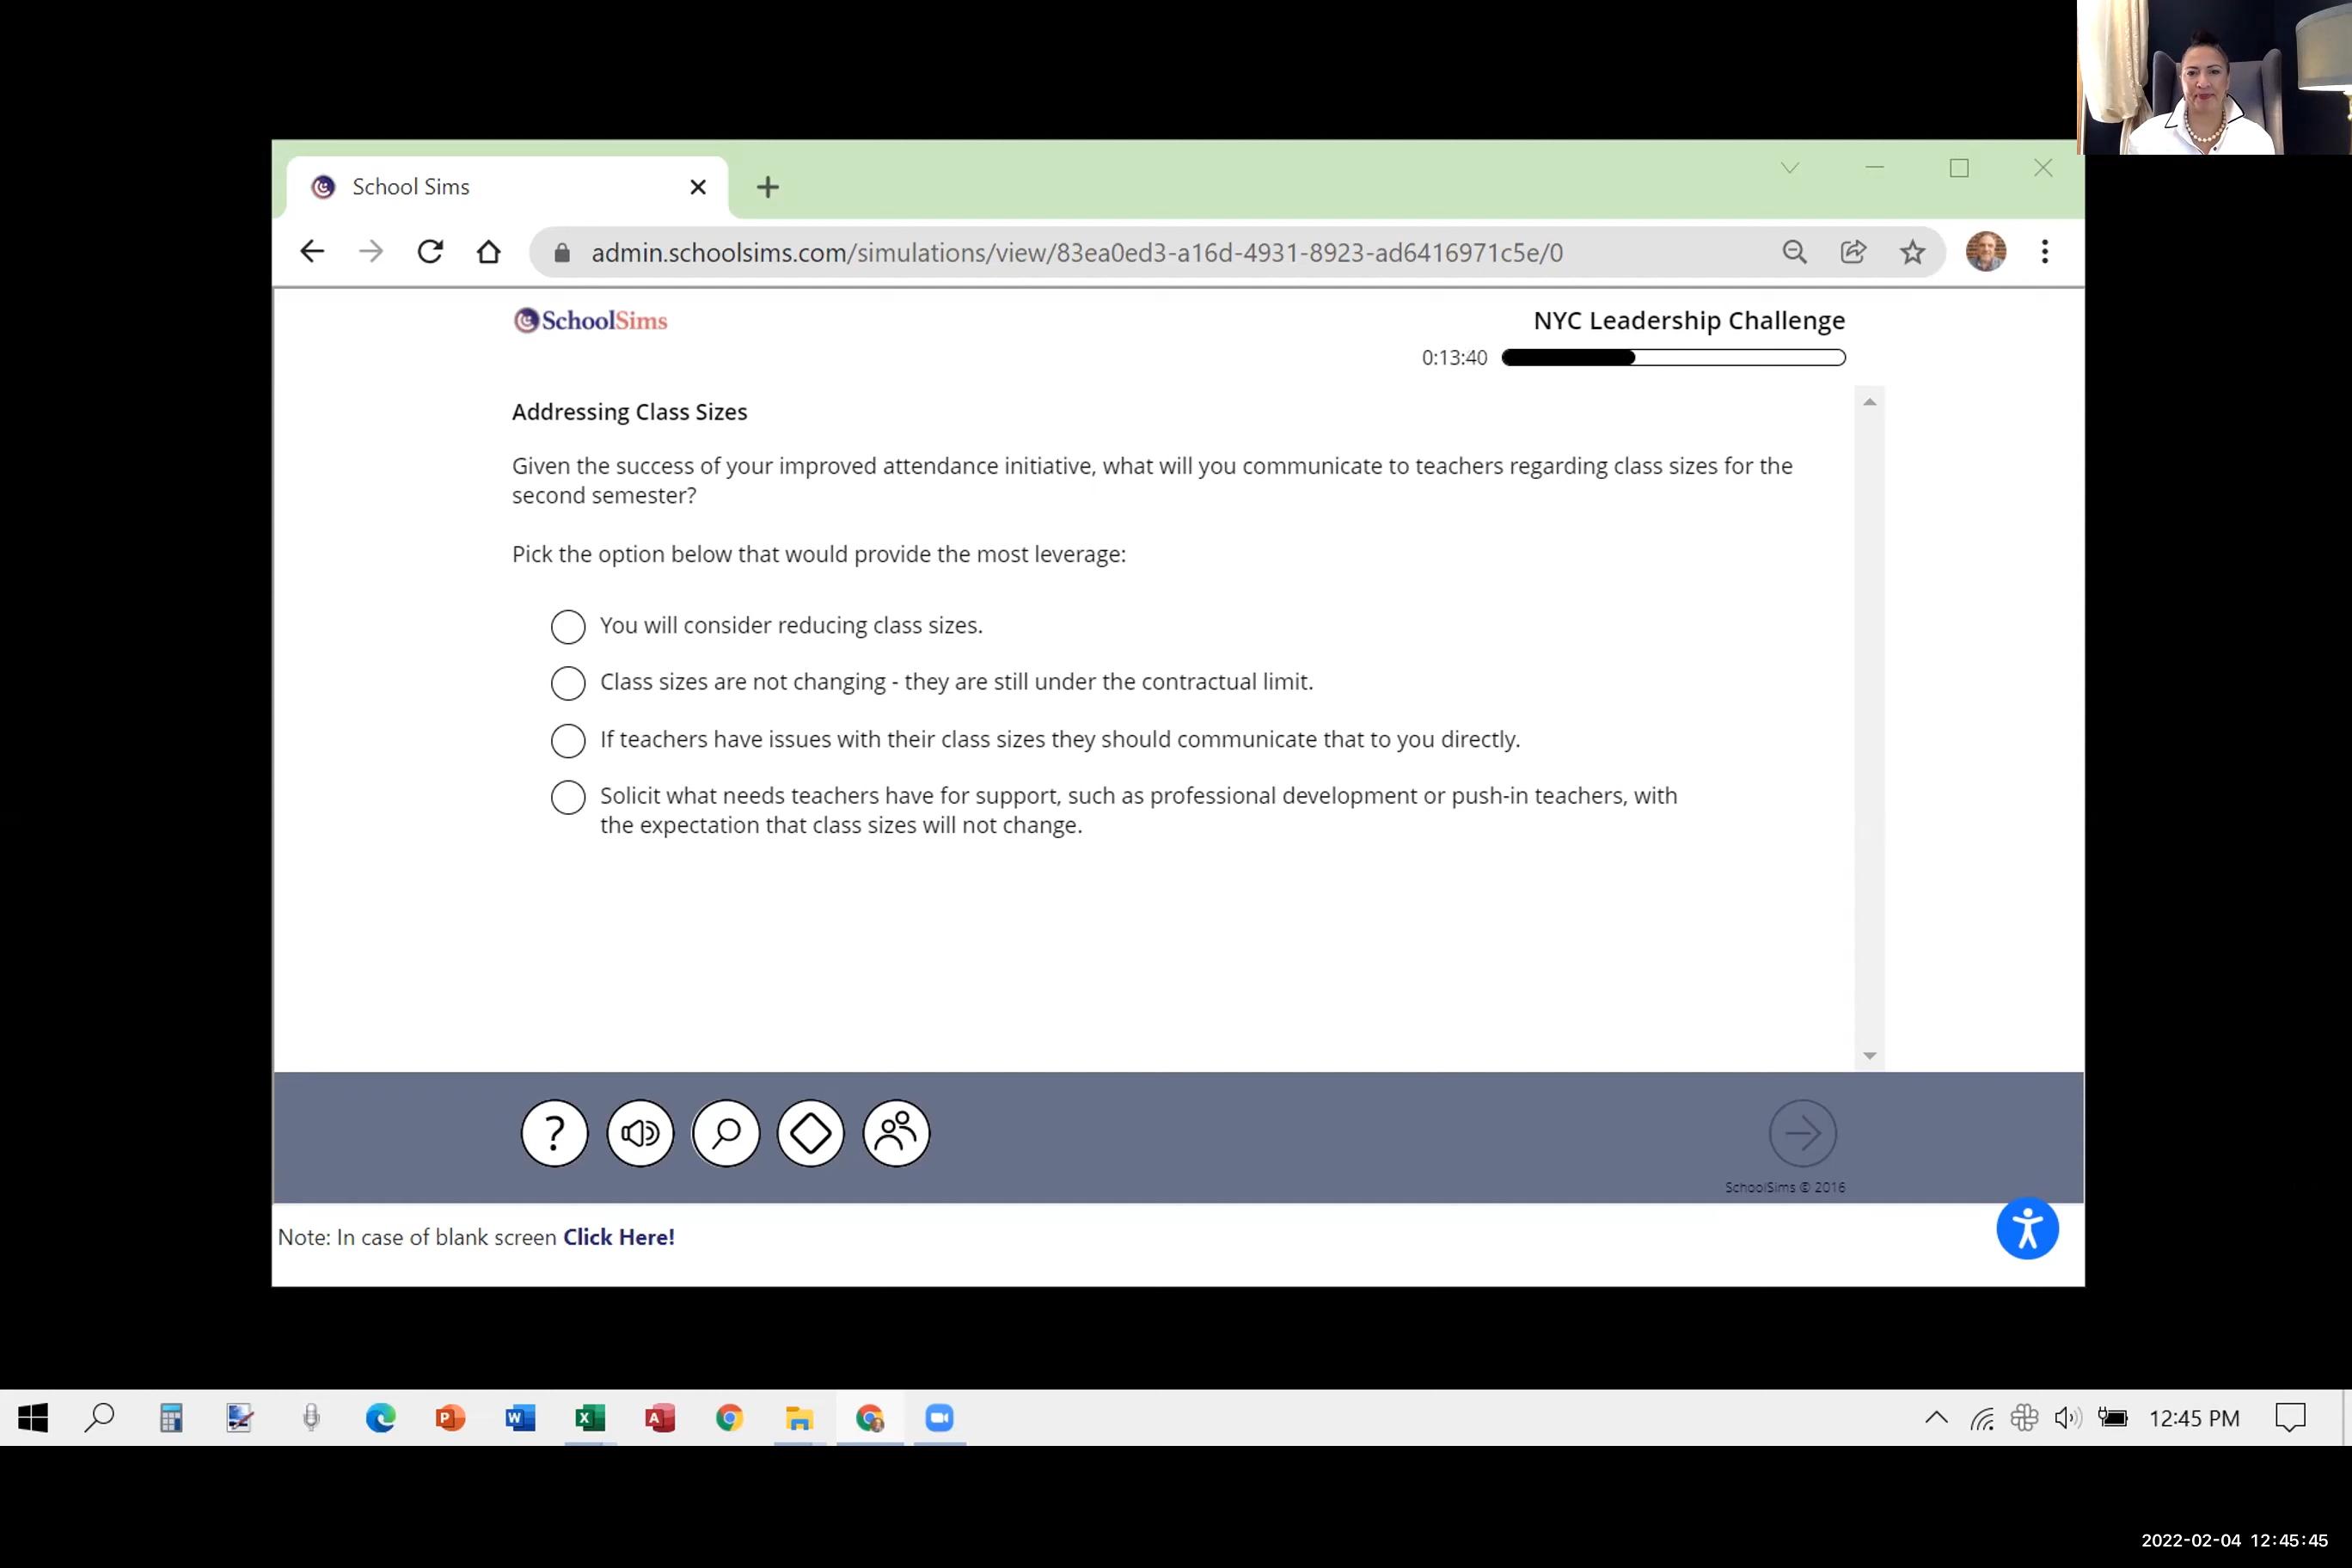 School Sims
admin.schoolsims.com/simulations/view/83ea0ed3-a16d-4931-8923-ad6416971c5e/0
SchoolSims
NYC Leadership Challenge
0:13:40
Addressing Class Sizes
Given the success of your improved attendance initiative, what will you communicate to teachers regarding class sizes for the
second semester?
Pick the option below that would provide the most leverage:
You will consider reducing class sizes.
Class sizes are not changing - they are still under the contractual limit.
If teachers have issues with their class sizes they should communicate that to you directly.
Solicit what needs teachers have for support, such as professional development or push-in teachers, with
the expectation that class sizes will not change.
?
SchoolSims © 2016
Note: In case of blank screen Click Here!
P
W
X
A
12:45 PM
2022-02-04 12:45:45